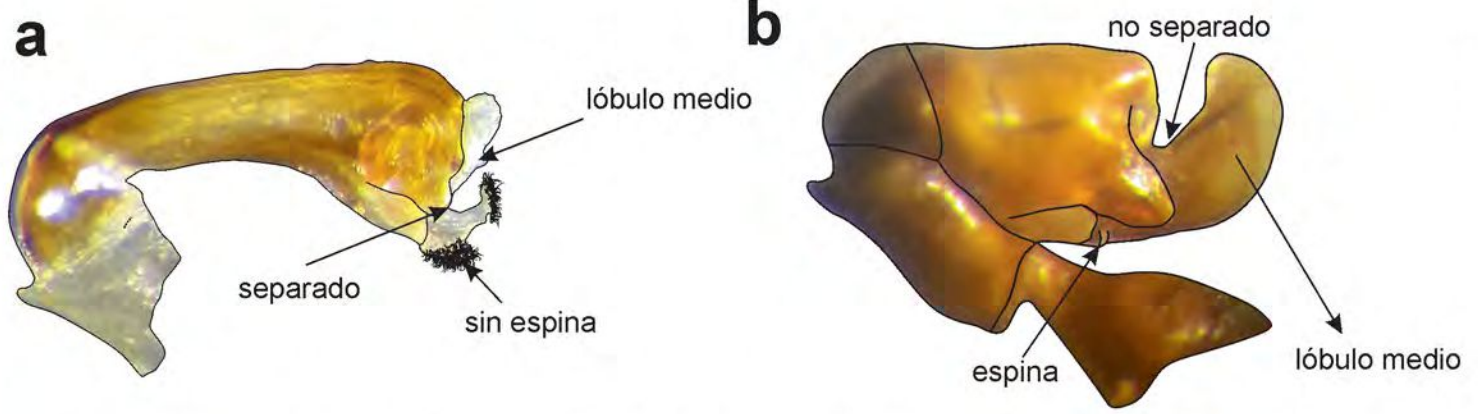 a
lóbulo medio
separado
sin espina
b
no separado
espina
lóbulo medio